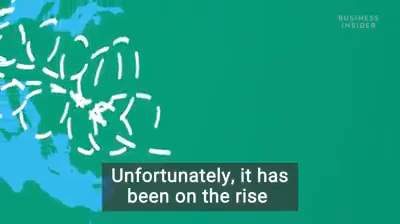 BUSINESS
INSIDER
Unfortunately, it has
been on the rise